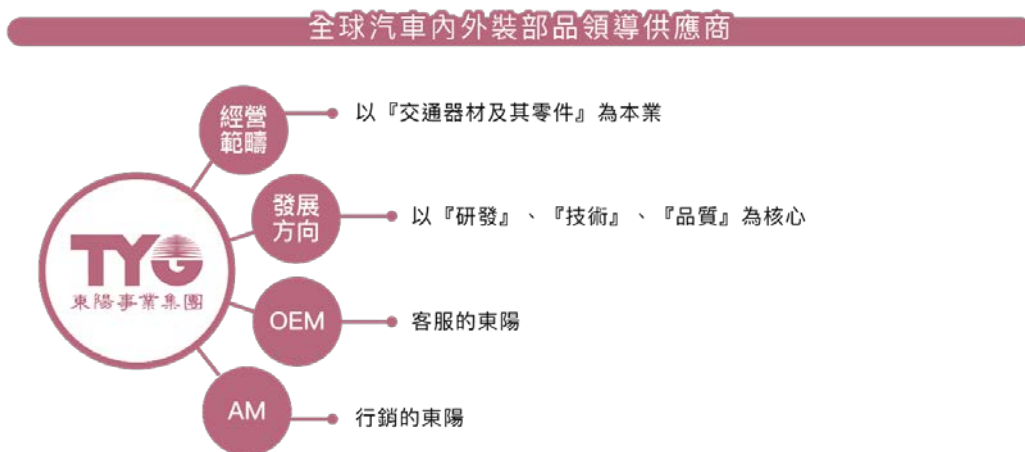 全球汽車內外裝部品領導供應商
經營
範疇
以『交通器材及其零件』為本業
發展
方向
以『研發』、『技術』、『品質』為核心
TYG
東陽事業集團
OEM
客服的東陽
AM
行銷的東陽